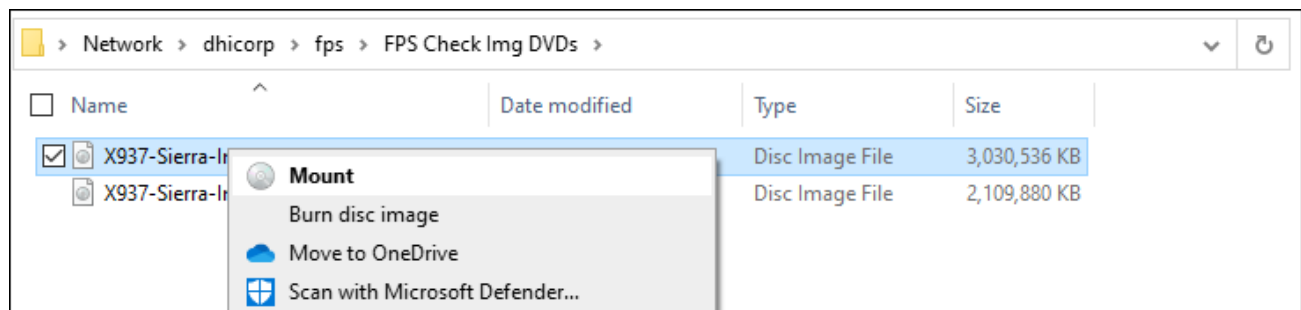 Network > dhicorp > fps > FPS Check Img DVDs >
Name Date modified Type Size
X937-Sierra- Disc Image File 3,030,536 KB
X937-Sierra- Disc Image File 2,109,880 KB
Mount
Burn disc image
Move to OneDrive
Scan with Microsoft Defender...